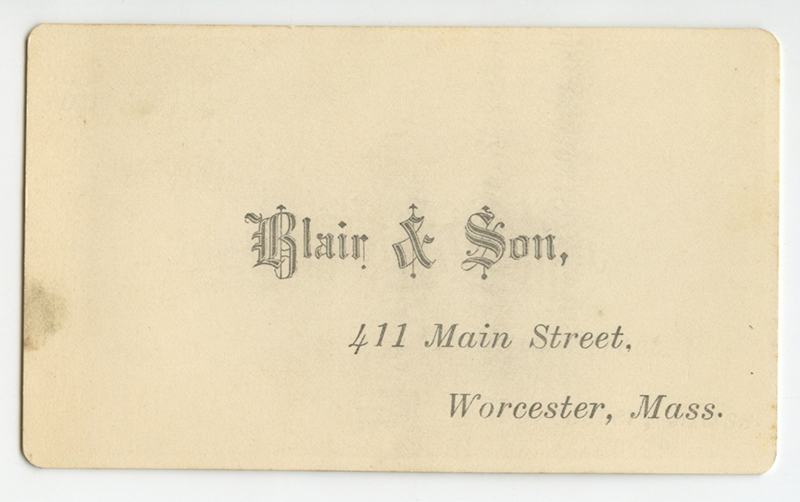 Blair & Son,
411 Main Street,
Worcester, Mass.